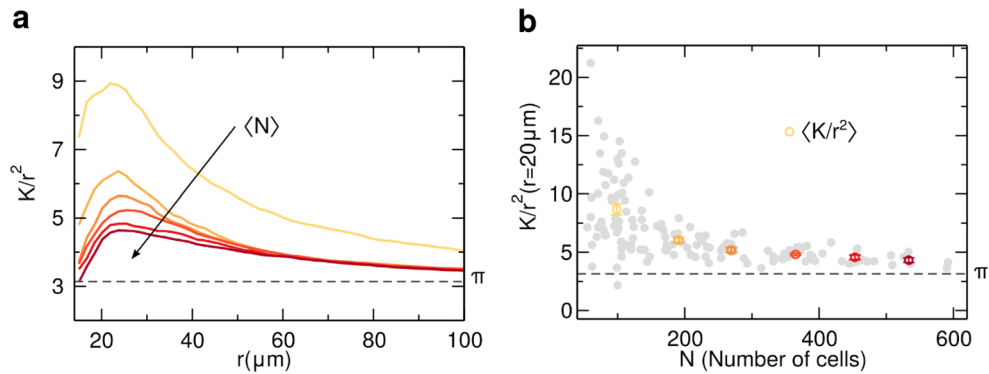 a
9
7
5
3
K/r²
⟨N⟩
π
20
40
60
80
100
r(μm)
b
20
15
10
5
0
K/r²(r=20μm)
⟨K/r²⟩
π
200
400
600
N (Number of cells)